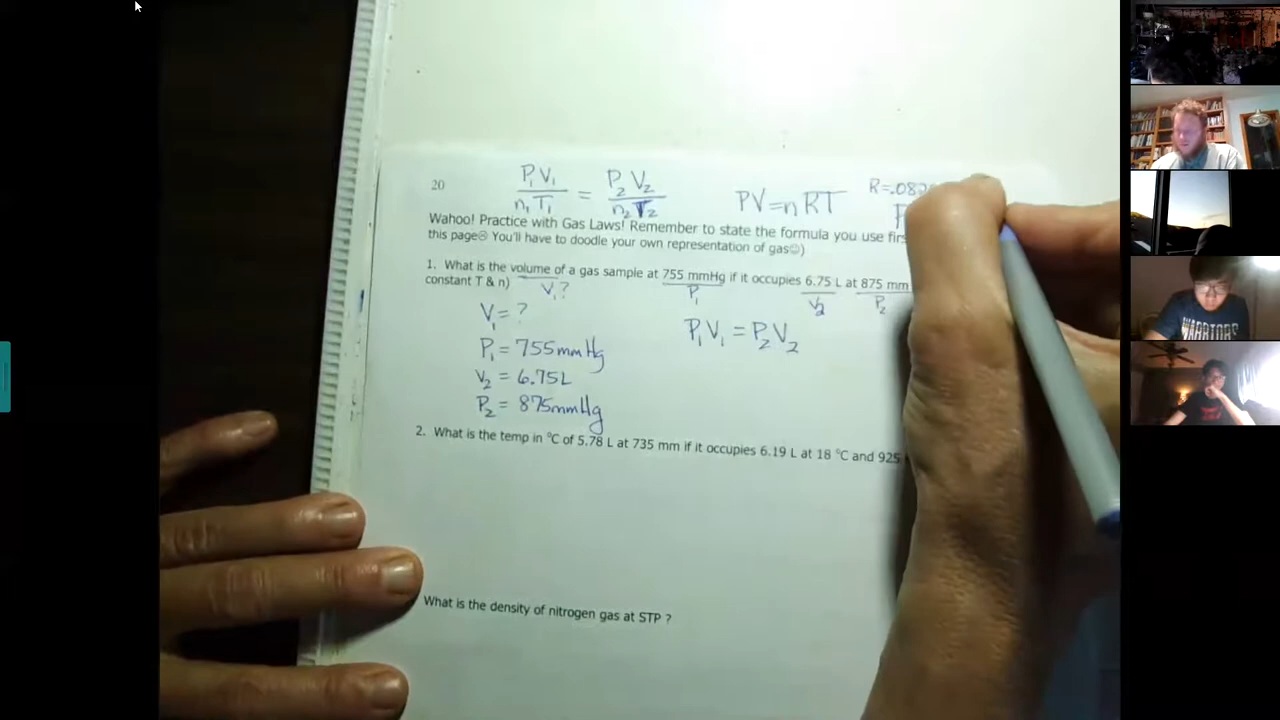 20
P₁V₁ / n₁T₁ = P₂V₂ / n₂T₂
PV=nRT
R=.082
P
Wahoo! Practice with Gas Laws! Remember to state the formula you use
this page☹ You'll have to doodle your own representation of gas☺)
1. What is the volume of a gas sample at 755 mmHg if it occupies 6.75 L at 875 mm
constant T & n)
V₁?
P₁
V₂
P₂
V₁ = ?
P₁V₁ = P₂V₂
P₁ = 755mmHg
V₂ = 6.75L
P₂ = 875mmHg
2. What is the temp in °C of 5.78 L at 735 mm if it occupies 6.19 L at 18 °C and 925
What is the density of nitrogen gas at STP ?
WARRIORS